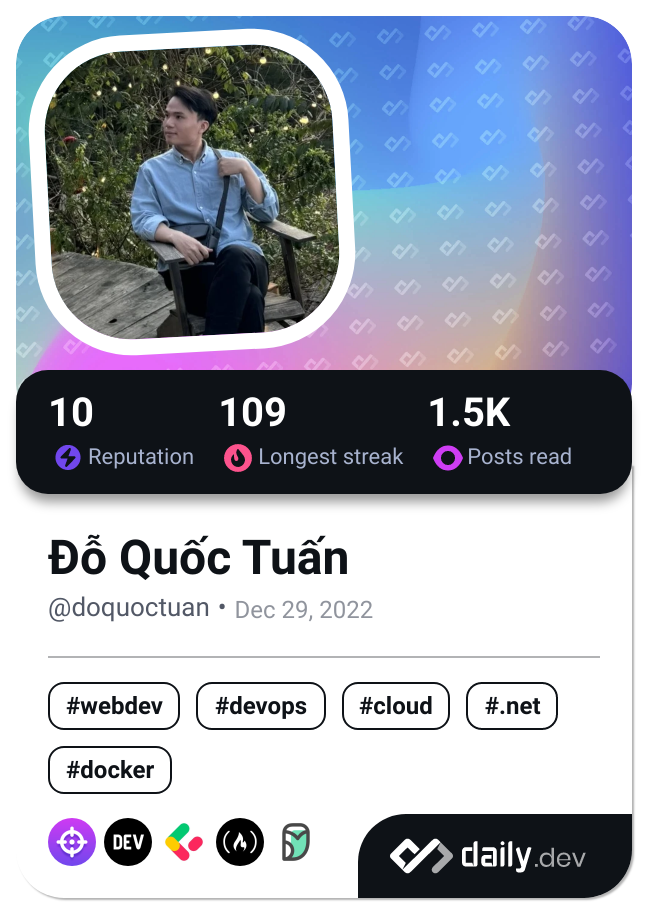 10 109 1.5K
Reputation Longest streak Posts read
Đỗ Quốc Tuấn
@doquoctuan • Dec 29, 2022
#webdev #devops #cloud #.net
#docker
DEV
daily.dev